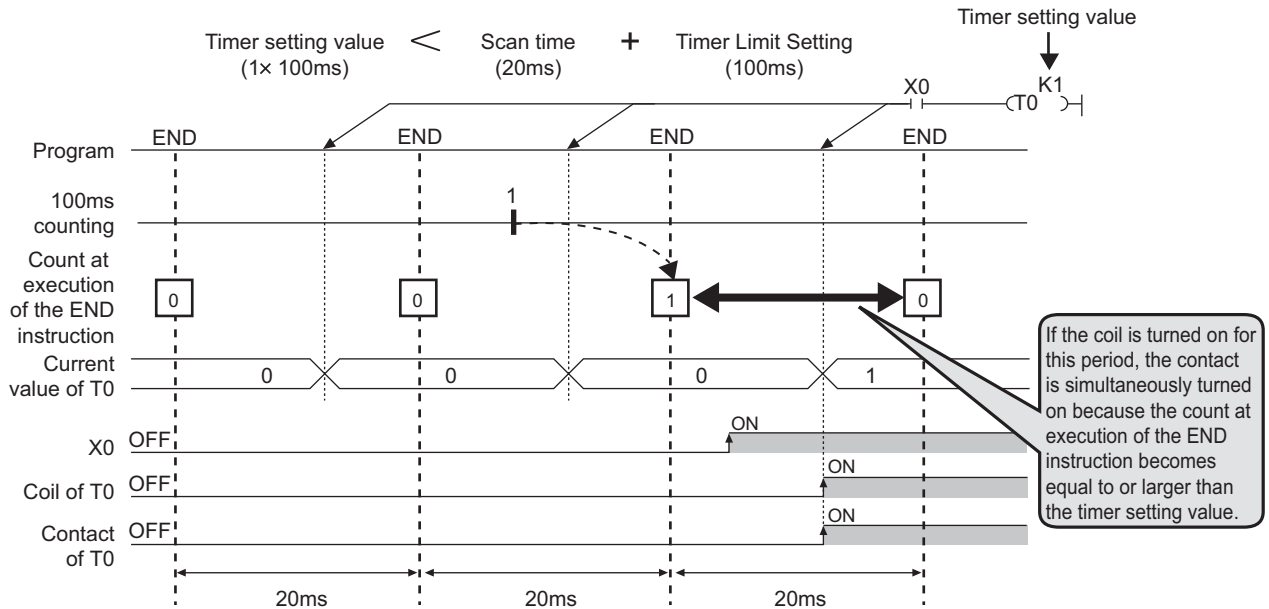 Timer setting value
Timer setting value < Scan time + Timer Limit Setting
(1× 100ms) (20ms) (100ms)
X0 K1
T0
END END END END
Program
1
100ms
counting
Count at
execution
of the END
instruction
0 0 1 0
Current
value of T0
0 0 0 1
If the coil is turned on for
this period, the contact
is simultaneously turned
on because the count at
execution of the END
instruction becomes
equal to or larger than
the timer setting value.
X0 OFF ON
Coil of T0 OFF ON
Contact
of T0
OFF ON
20ms 20ms 20ms